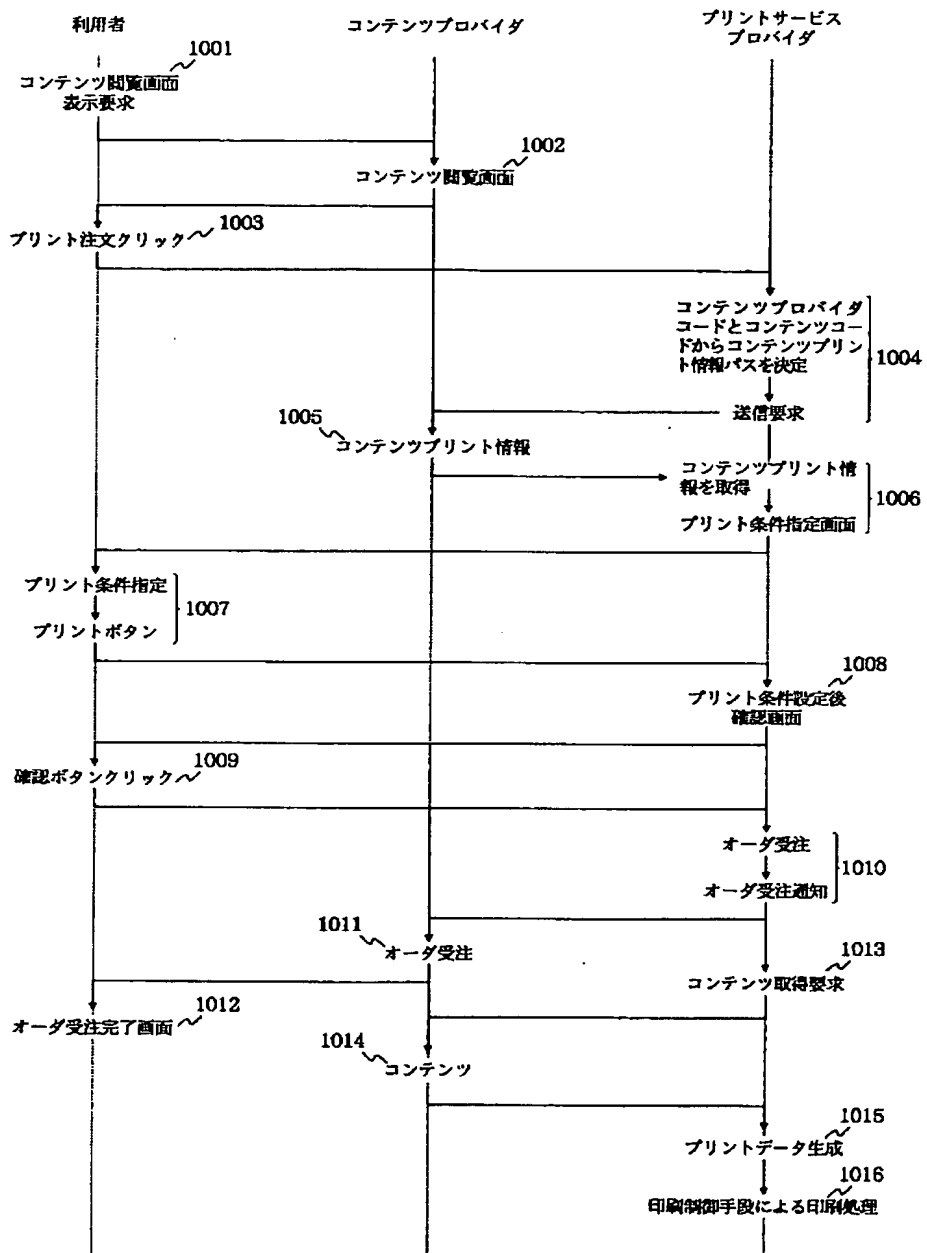 利用者
コンテンツプロバイダ
プリントサービス
プロバイダ
1001
コンテンツ閲覧画面
表示要求
1002
コンテンツ閲覧画面
1003
プリント注文クリック
コンテンツプロバイダ
コードとコンテンツコー
ドからコンテンツプリン
ト情報パスを決定
1004
送信要求
1005
コンテンツプリント情報
コンテンツプリント情
報を取得
1006
プリント条件指定画面
プリント条件指定
1007
プリントボタン
1008
プリント条件設定後
確認画面
1009
確認ボタンクリック
オーダ受注
1010
オーダ受注通知
1011
オーダ受注
1013
コンテンツ取得要求
1012
オーダ受注完了画面
1014
コンテンツ
1015
プリントデータ生成
1016
印刷制御手段による印刷処理